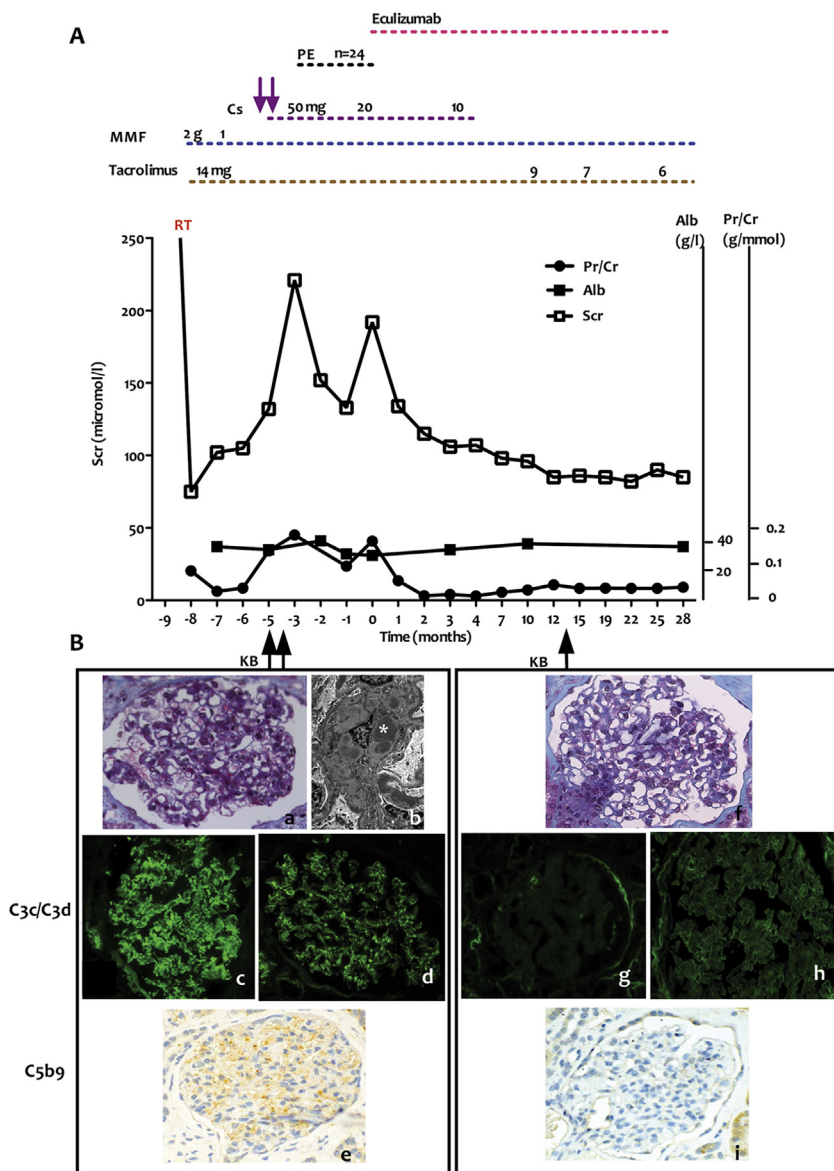 Eculizumab
A
PE n=24
Cs 50 mg 20 10
MMF 2 g 1
Tacrolimus 14 mg 9 7 6
RT
Alb (g/l) Pr/Cr (g/mmol)
250
200
150
100
50
0
Scr (micromol/l)
Pr/Cr
Alb
Scr
40
20
0.2
0.1
0
-9 -8 -7 -6 -5 -3 -2 -1 0 1 2 3 4 7 10 12 15 19 22 25 28
Time (months)
B
KB KB
a b f
C3c/C3d
c d g h
*
C5b9
e i